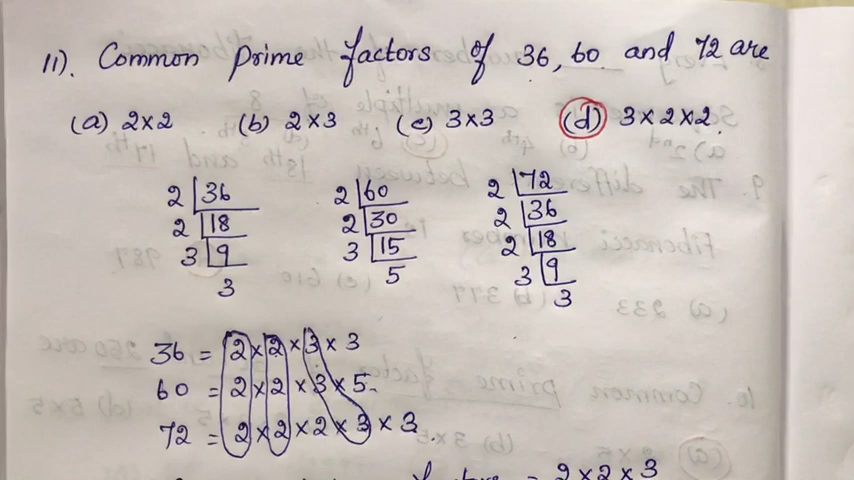 11). Common prime factors of 36, 60 and 72 are
(a) 2×2 (b) 2×3 (c) 3×3 (d) 3×2×2.
2 | 36 2 | 60 2 | 72
2 | 18 2 | 30 2 | 36
3 | 9 3 | 15 2 | 18
3 5 3 | 9
3
36 = 2×2×3×3
60 = 2×2×3×5.
72 = 2×2×2×3×3.
= 2×2×3